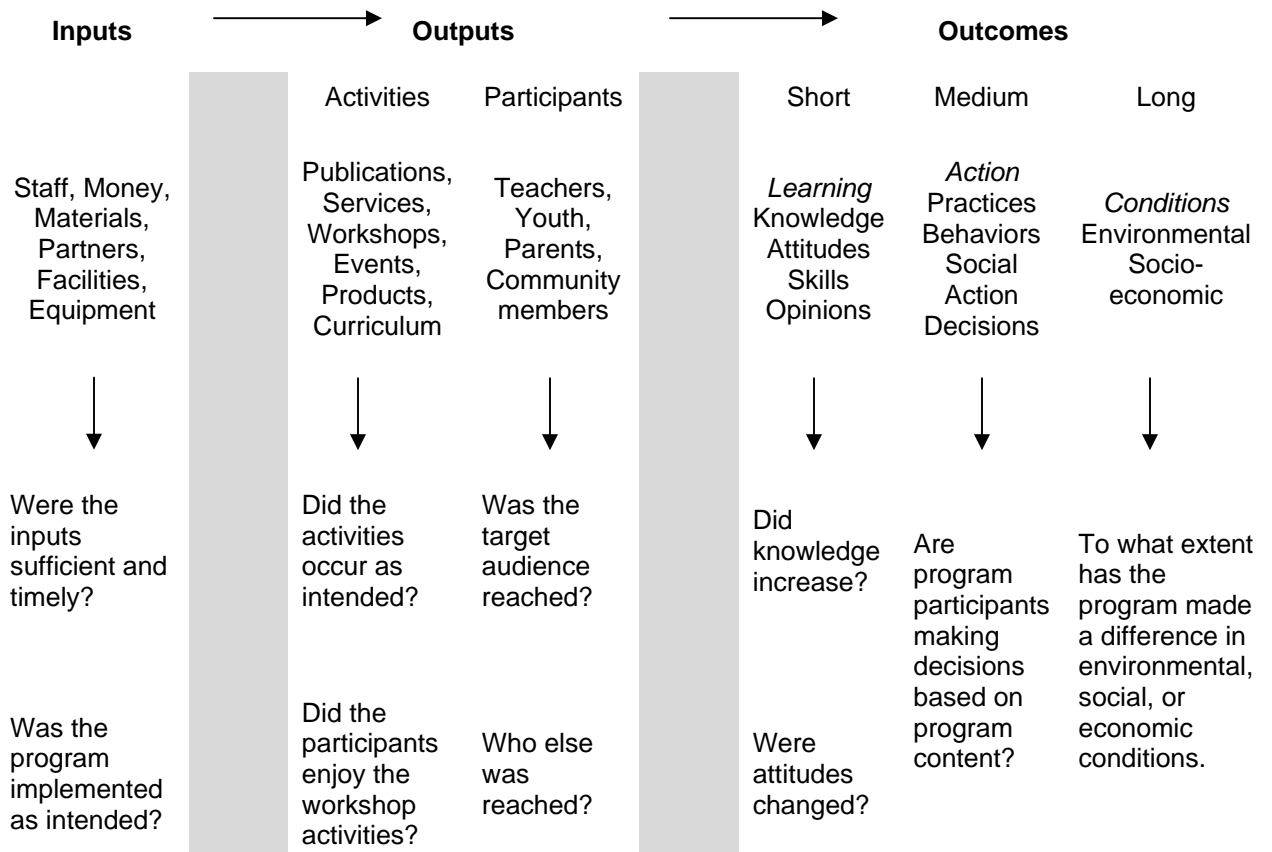 Inputs
Outputs
Outcomes
Activities
Participants
Short
Medium
Long
Staff, Money,
Materials,
Partners,
Facilities,
Equipment
Publications,
Services,
Workshops,
Events,
Products,
Curriculum
Teachers,
Youth,
Parents,
Community
members
Learning
Knowledge
Attitudes
Skills
Opinions
Action
Practices
Behaviors
Social
Action
Decisions
Conditions
Environmental
Socio-
economic
Were the
inputs
sufficient and
timely?
Did the
activities
occur as
intended?
Was the
target
audience
reached?
Did
knowledge
increase?
Are
program
participants
making
decisions
based on
program
content?
To what extent
has the
program made
a difference in
environmental,
social, or
economic
conditions.
Was the
program
implemented
as intended?
Did the
participants
enjoy the
workshop
activities?
Who else
was
reached?
Were
attitudes
changed?